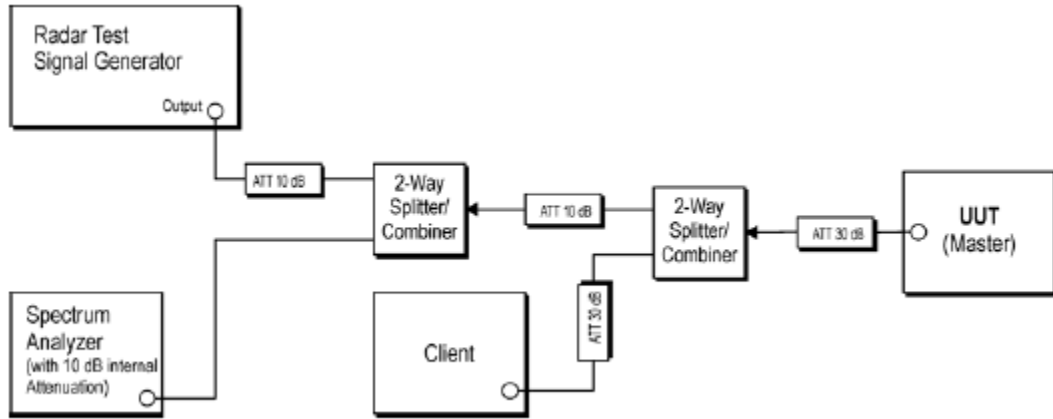 Radar Test
Signal Generator
Output
ATT 10 dB
2-Way
Splitter/
Combiner
ATT 10 dB
2-Way
Splitter/
Combiner
ATT 30 dB
UUT
(Master)
ATT 30 dB
Spectrum
Analyzer
(with 10 dB internal
Attenuation)
Client